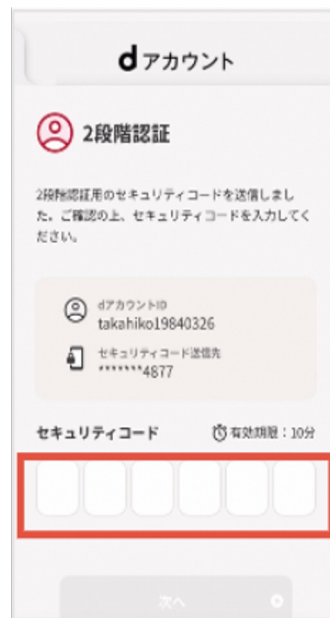 dアカウント
2段階認証
2段階認証用のセキュリティコードを送信しまし
た。ご確認の上、セキュリティコードを入力してく
ださい。
dアカウントID
takahiko19840326
セキュリティコード送信先
*******4877
セキュリティコード
有効期限：10分
次へ